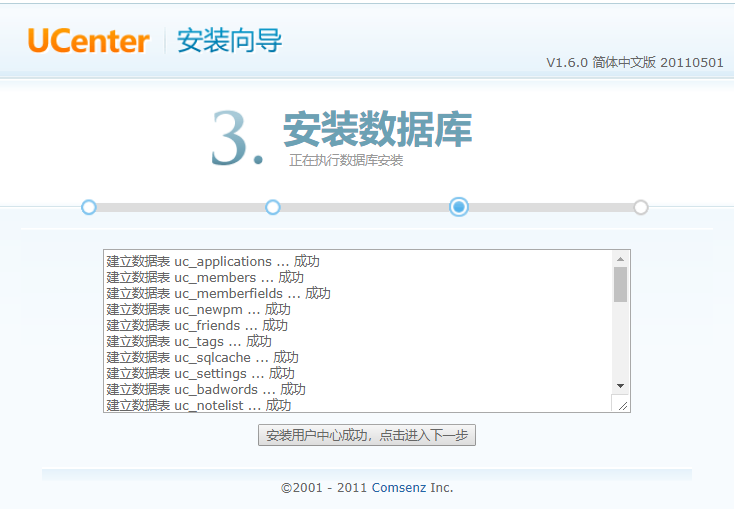 UCenter 安装向导
V1.6.0 简体中文版 20110501
3. 安装数据库
正在执行数据库安装
建立数据表 uc_applications ... 成功
建立数据表 uc_members ... 成功
建立数据表 uc_memberfields ... 成功
建立数据表 uc_newpm ... 成功
建立数据表 uc_friends ... 成功
建立数据表 uc_tags ... 成功
建立数据表 uc_sqlcache ... 成功
建立数据表 uc_settings ... 成功
建立数据表 uc_badwords ... 成功
建立数据表 uc_notelist ... 成功
安装用户中心成功，点击进入下一步
©2001 - 2011 Comsenz Inc.